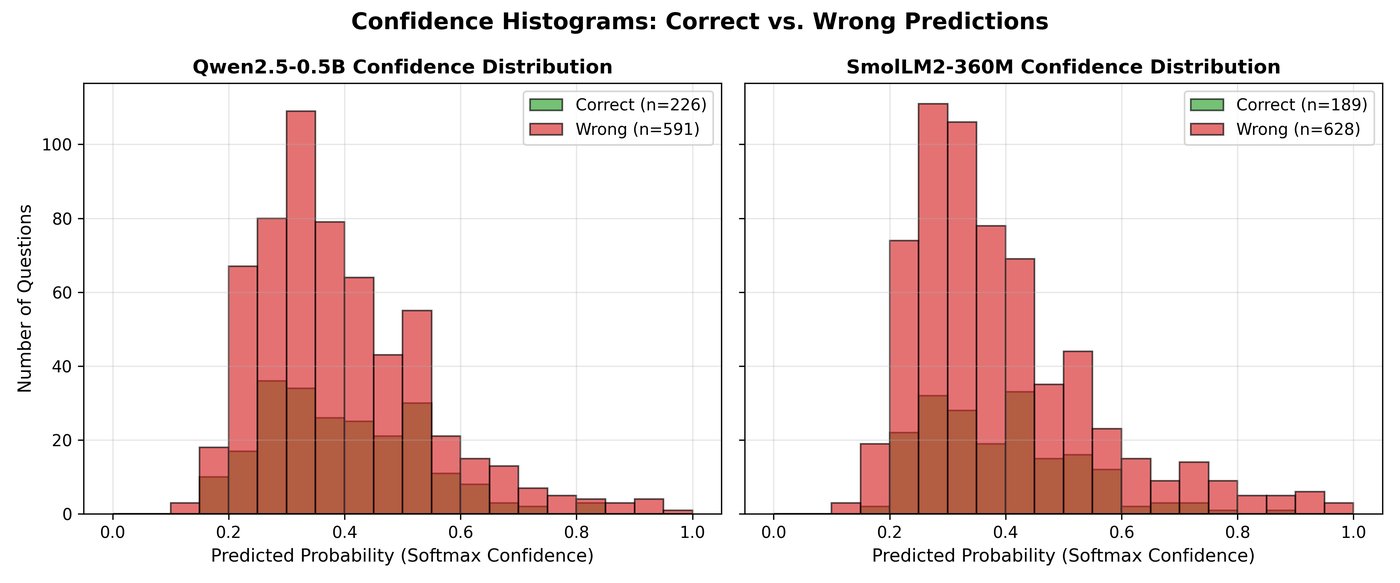 Confidence Histograms: Correct vs. Wrong Predictions
Qwen2.5-0.5B Confidence Distribution
Correct (n=226)
Wrong (n=591)
Number of Questions
100
80
60
40
20
0
0.0 0.2 0.4 0.6 0.8 1.0
Predicted Probability (Softmax Confidence)
SmolLM2-360M Confidence Distribution
Correct (n=189)
Wrong (n=628)
0.0 0.2 0.4 0.6 0.8 1.0
Predicted Probability (Softmax Confidence)